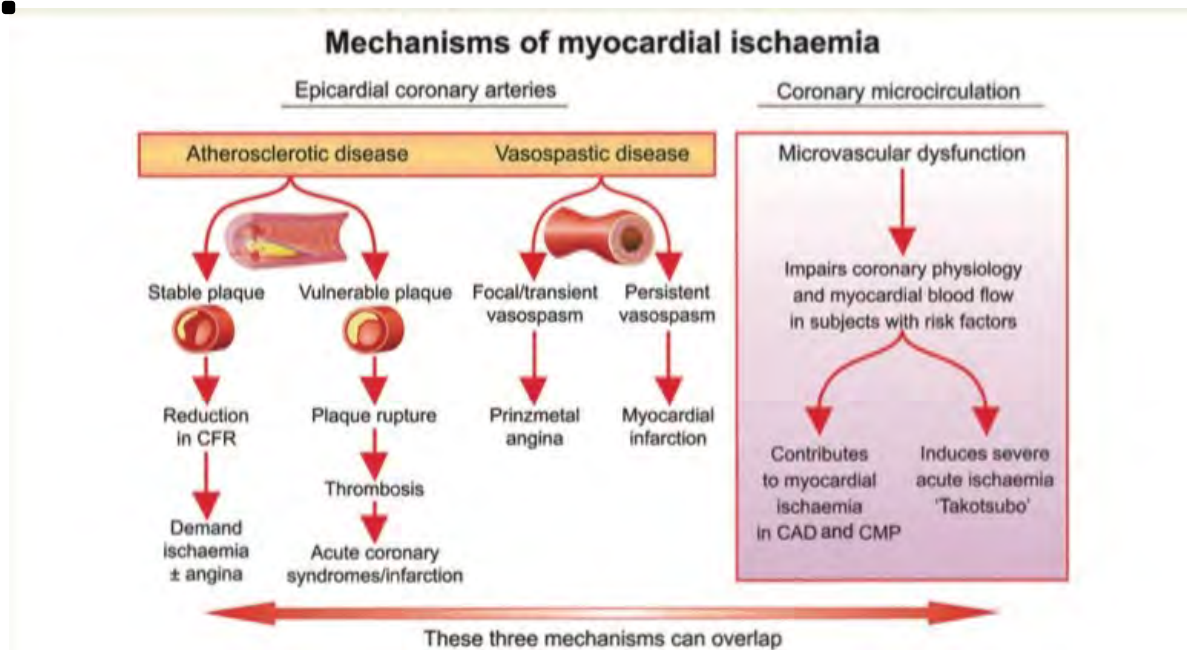 Mechanisms of myocardial ischaemia
Epicardial coronary arteries
Coronary microcirculation
Atherosclerotic disease
Vasospastic disease
Microvascular dysfunction
Stable plaque
Vulnerable plaque
Focal/transient
vasospasm
Persistent
vasospasm
Impairs coronary physiology
and myocardial blood flow
in subjects with risk factors
Reduction
in CFR
Plaque rupture
Prinzmetal
angina
Myocardial
infarction
Thrombosis
Contributes
to myocardial
ischaemia
in CAD and CMP
Induces severe
acute ischaemia
'Takotsubo'
Demand
ischaemia
± angina
Acute coronary
syndromes/infarction
These three mechanisms can overlap